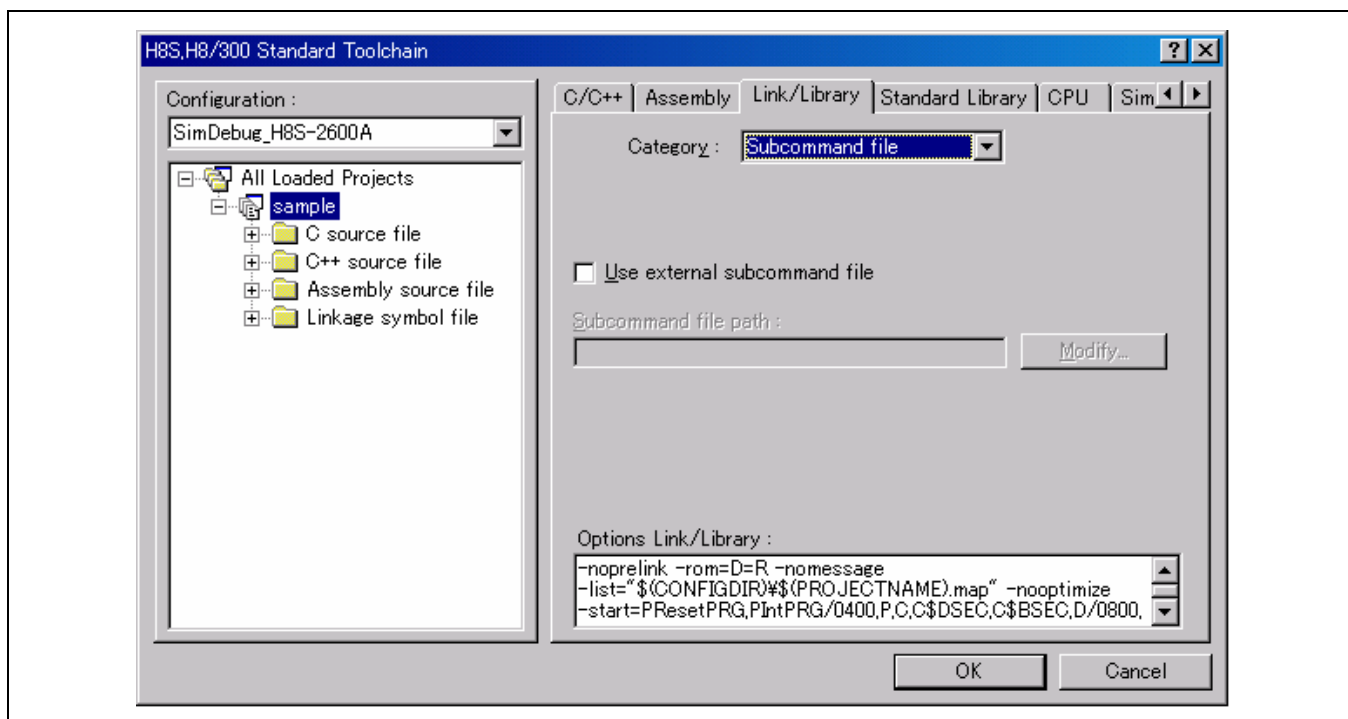 H8S,H8/300 Standard Toolchain
Configuration :
SimDebug_H8S-2600A
All Loaded Projects
sample
C source file
C++ source file
Assembly source file
Linkage symbol file
C/C++ Assembly Link/Library Standard Library CPU Sim
Category : Subcommand file
Use external subcommand file
Subcommand file path :
Modify...
Options Link/Library :
-noprelink -rom=D=R -nomessage
-list="$(CONFIGDIR)¥$(PROJECTNAME).map" -nooptimize
-start=PResetPRG,PIntPRG/0400,P,C,C$DSEC,C$BSEC,D/0800,
OK Cancel